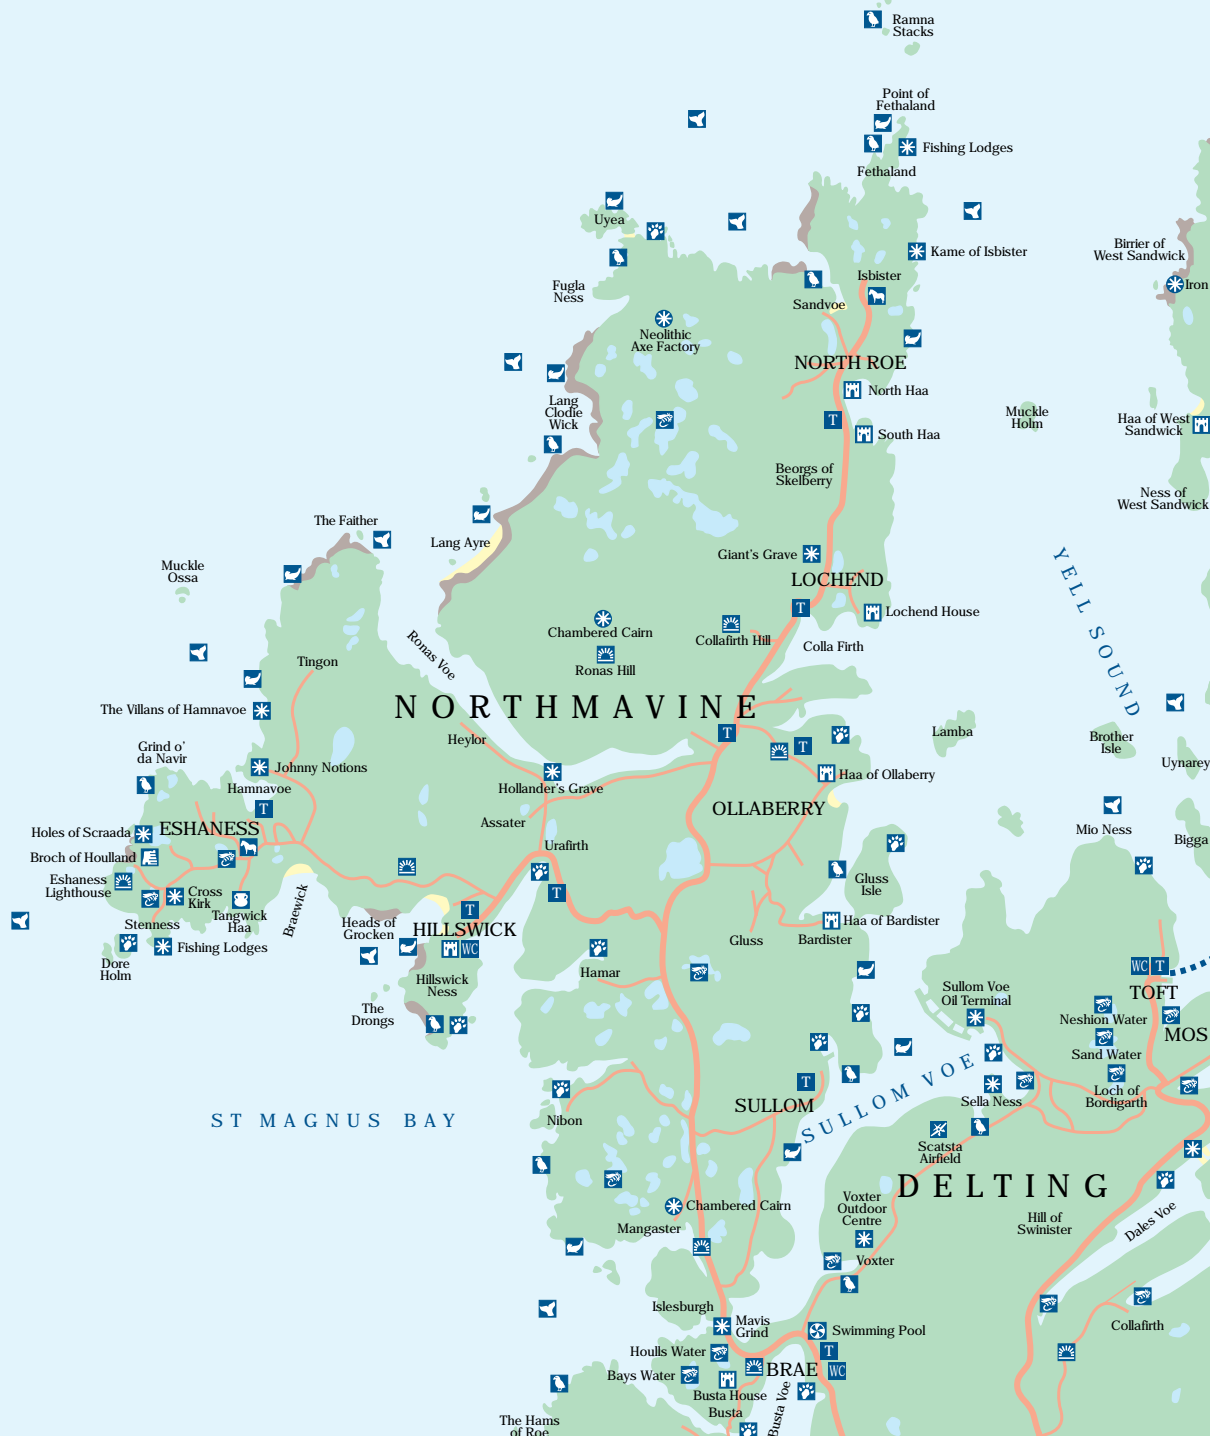 Ramna
Stacks
Point of
Fethaland
Fishing Lodges
Fethaland
Uyea
Kame of Isbister
Birrier of
West Sandwick
Isbister
Iron
Fugla
Ness
Sandvoe
Neolithic
Axe Factory
NORTH ROE
North Haa
Lang
Clodie
Wick
Muckle
Holm
Haa of West
Sandwick
T
South Haa
Beorgs of
Skelberry
Ness of
West Sandwick
The Faither
Lang Ayre
Giant's Grave
YELL SOUND
Muckle
Ossa
LOCHEND
T
Lochend House
Chambered Cairn
Collafirth Hill
Colla Firth
Ronas Voe
Tingon
Ronas Hill
NORTHMAVINE
The Villans of Hamnavoe
T
Lamba
Brother
Isle
Heylor
T
Grind o'
da Navir
Uynarey
Johnny Notions
Haa of Ollaberry
Hamnavoe
Hollander's Grave
T
OLLABERRY
Assater
ESHANESS
Holes of Scraada
Mio Ness
Bigga
Urafirth
Broch of Houlland
Eshaness
Lighthouse
Gluss
Isle
Cross
Kirk
T
Braewick
T
Tangwick
Haa
Stenness
Heads of
Grocken
HILLSWICK
Haa of Bardister
Gluss
Bardister
Fishing Lodges
WC
Dore
Holm
Hamar
WC T
Hillswick
Ness
Sullom Voe
Oil Terminal
TOFT
The
Drongs
Neshion Water
MOS
Sand Water
SULLOM VOE
T
Loch of
Bordigarth
Sella Ness
SULLOM
ST MAGNUS BAY
Nibon
Scatsta
Airfield
DELTING
Voxter
Outdoor
Centre
Chambered Cairn
Mangaster
Hill of
Swinister
Dales Voe
Voxter
Islesburgh
Mavis
Grind
Collafirth
Swimming Pool
Houlls Water
T
BRAE
WC
Bays Water
Busta House
Busta
Busta Voe
The Hams
of Roe